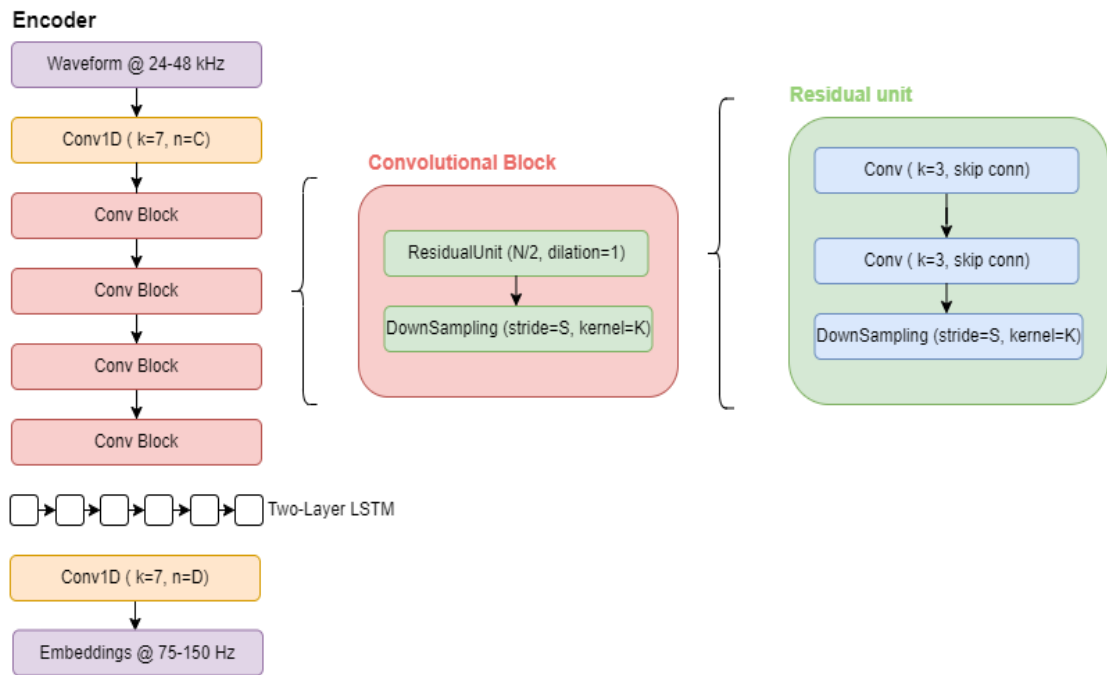 Encoder
Waveform @ 24-48 kHz
Conv1D ( k=7, n=C)
Conv Block
Conv Block
Conv Block
Conv Block
Two-Layer LSTM
Conv1D ( k=7, n=D)
Embeddings @ 75-150 Hz
Convolutional Block
ResidualUnit (N/2, dilation=1)
DownSampling (stride=S, kernel=K)
Residual unit
Conv ( k=3, skip conn)
Conv ( k=3, skip conn)
DownSampling (stride=S, kernel=K)